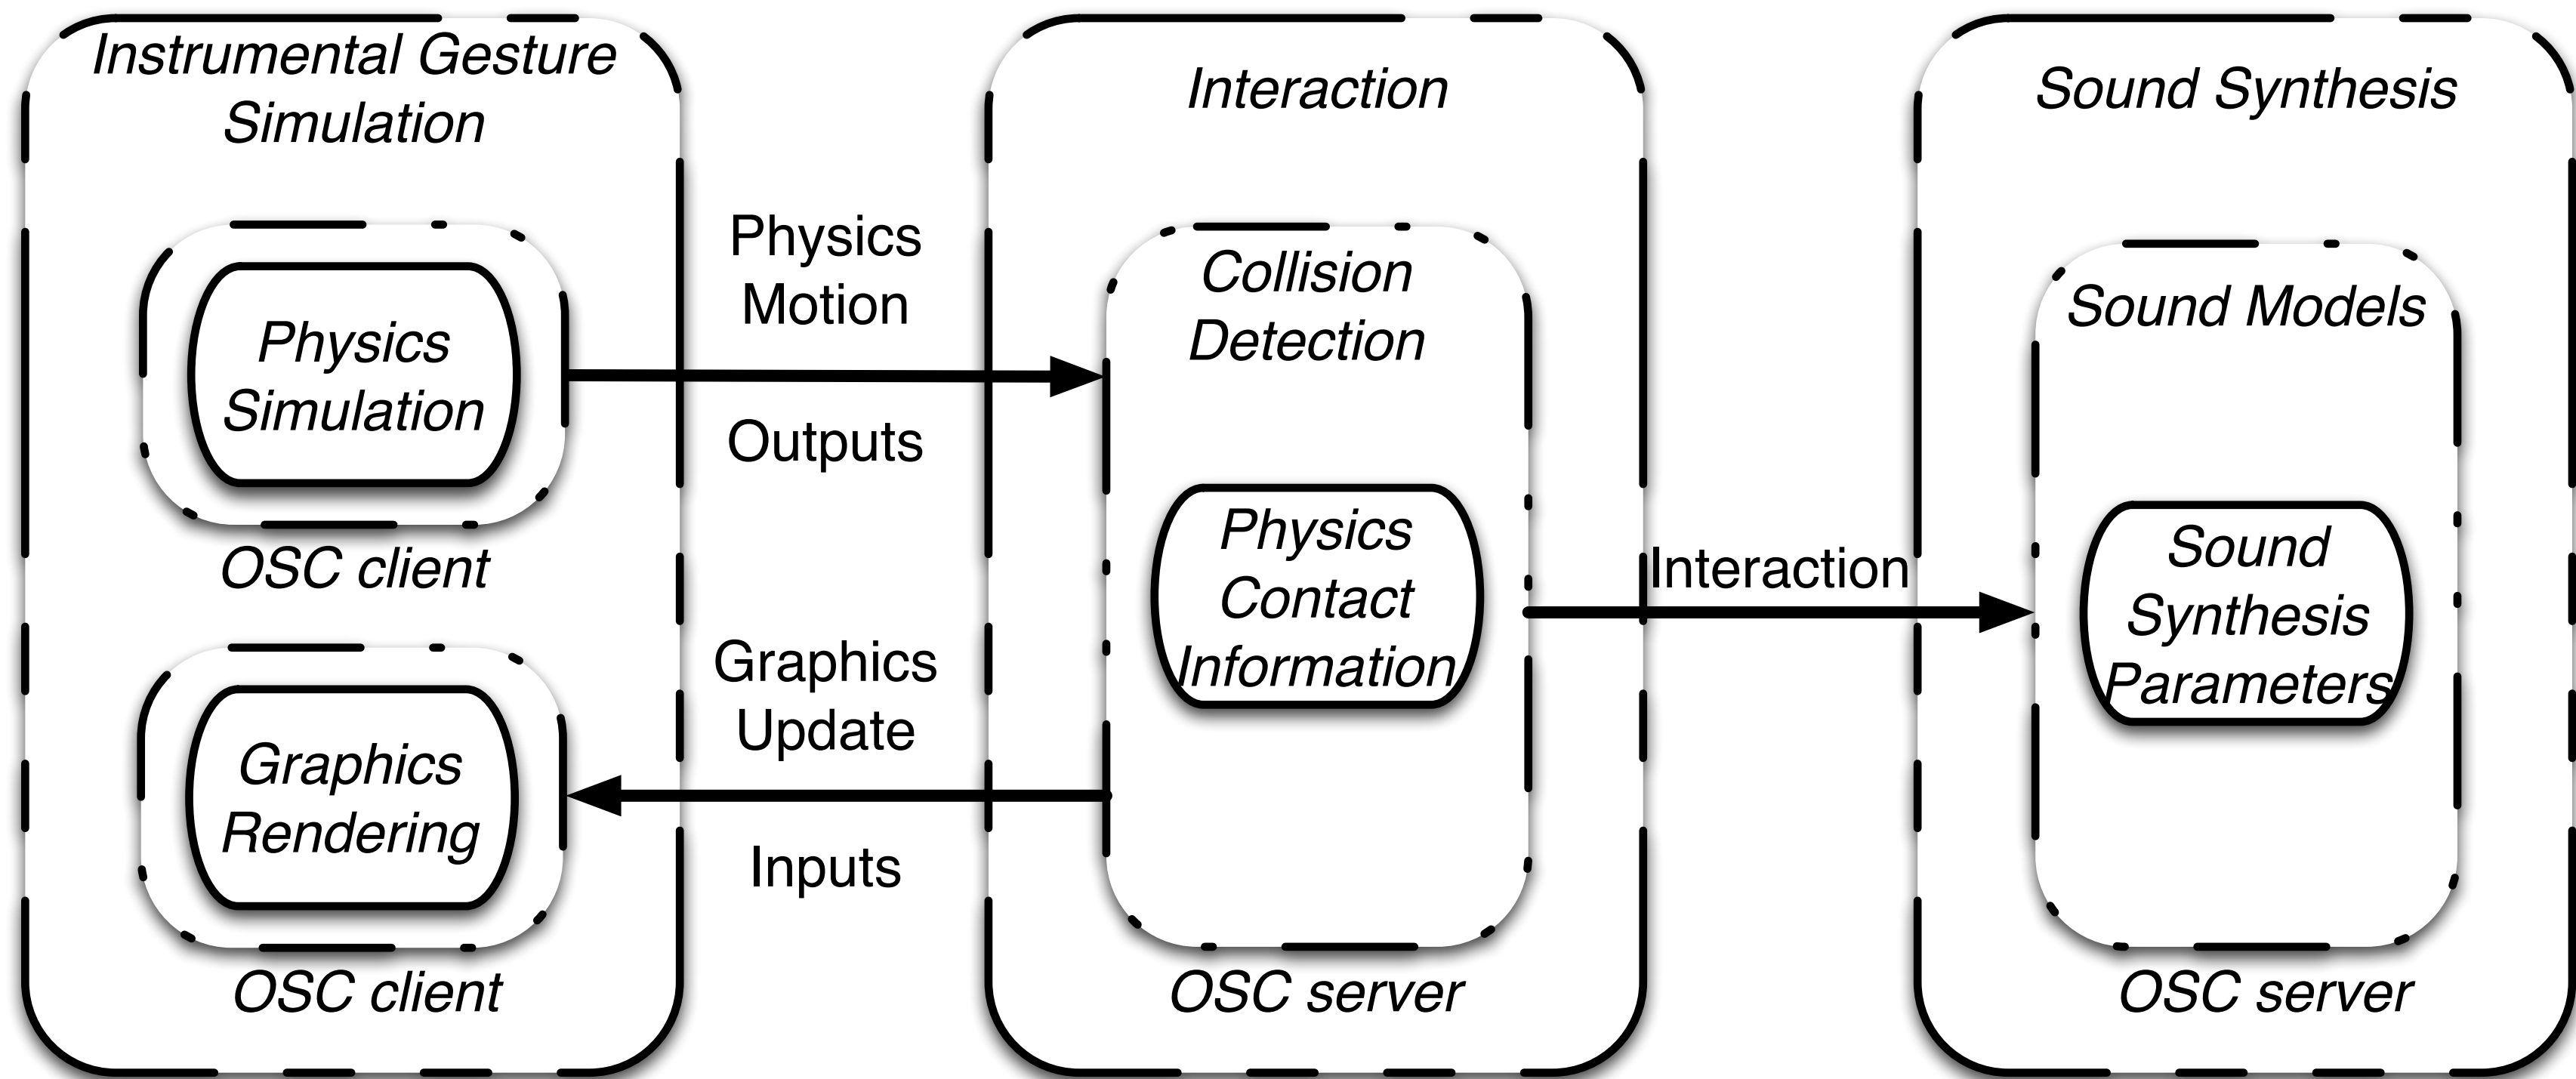 Instrumental Gesture
Simulation
Physics
Simulation
OSC client
Graphics
Rendering
OSC client
Physics
Motion
Outputs
Graphics
Update
Inputs
Interaction
Collision
Detection
Physics
Contact
Information
OSC server
Interaction
Sound Synthesis
Sound Models
Sound
Synthesis
Parameters
OSC server